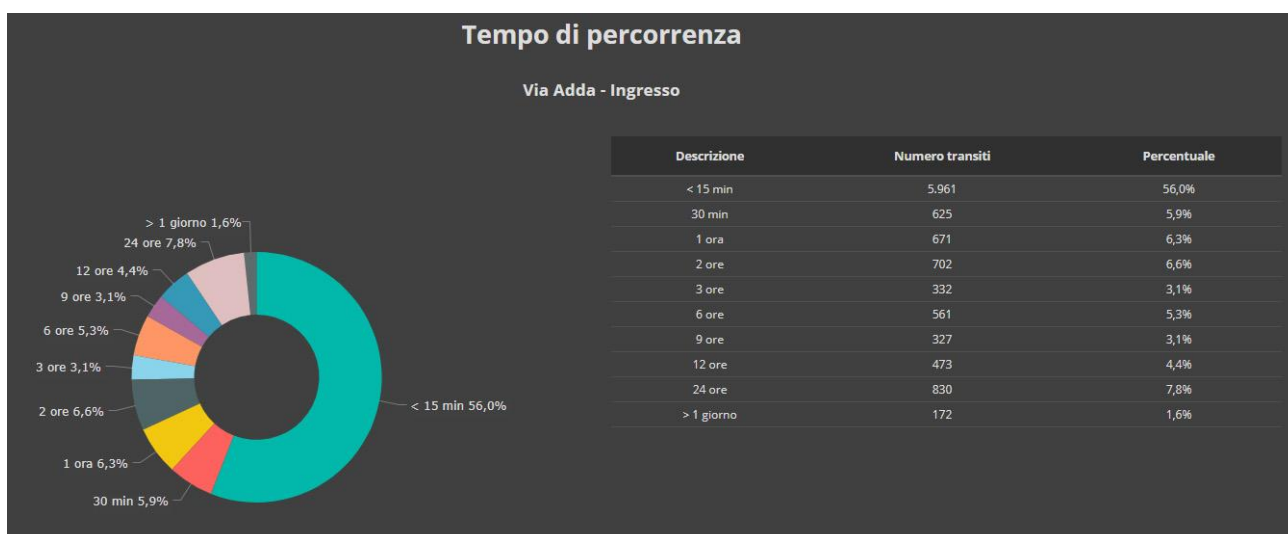 Tempo di percorrenza
Via Adda - Ingresso
> 1 giorno 1,6%
24 ore 7,8%
12 ore 4,4%
9 ore 3,1%
6 ore 5,3%
3 ore 3,1%
2 ore 6,6%
1 ora 6,3%
30 min 5,9%
< 15 min 56,0%
Descrizione Numero transiti Percentuale
< 15 min 5.961 56,0%
30 min 625 5,9%
1 ora 671 6,3%
2 ore 702 6,6%
3 ore 332 3,1%
6 ore 561 5,3%
9 ore 327 3,1%
12 ore 473 4,4%
24 ore 830 7,8%
> 1 giorno 172 1,6%